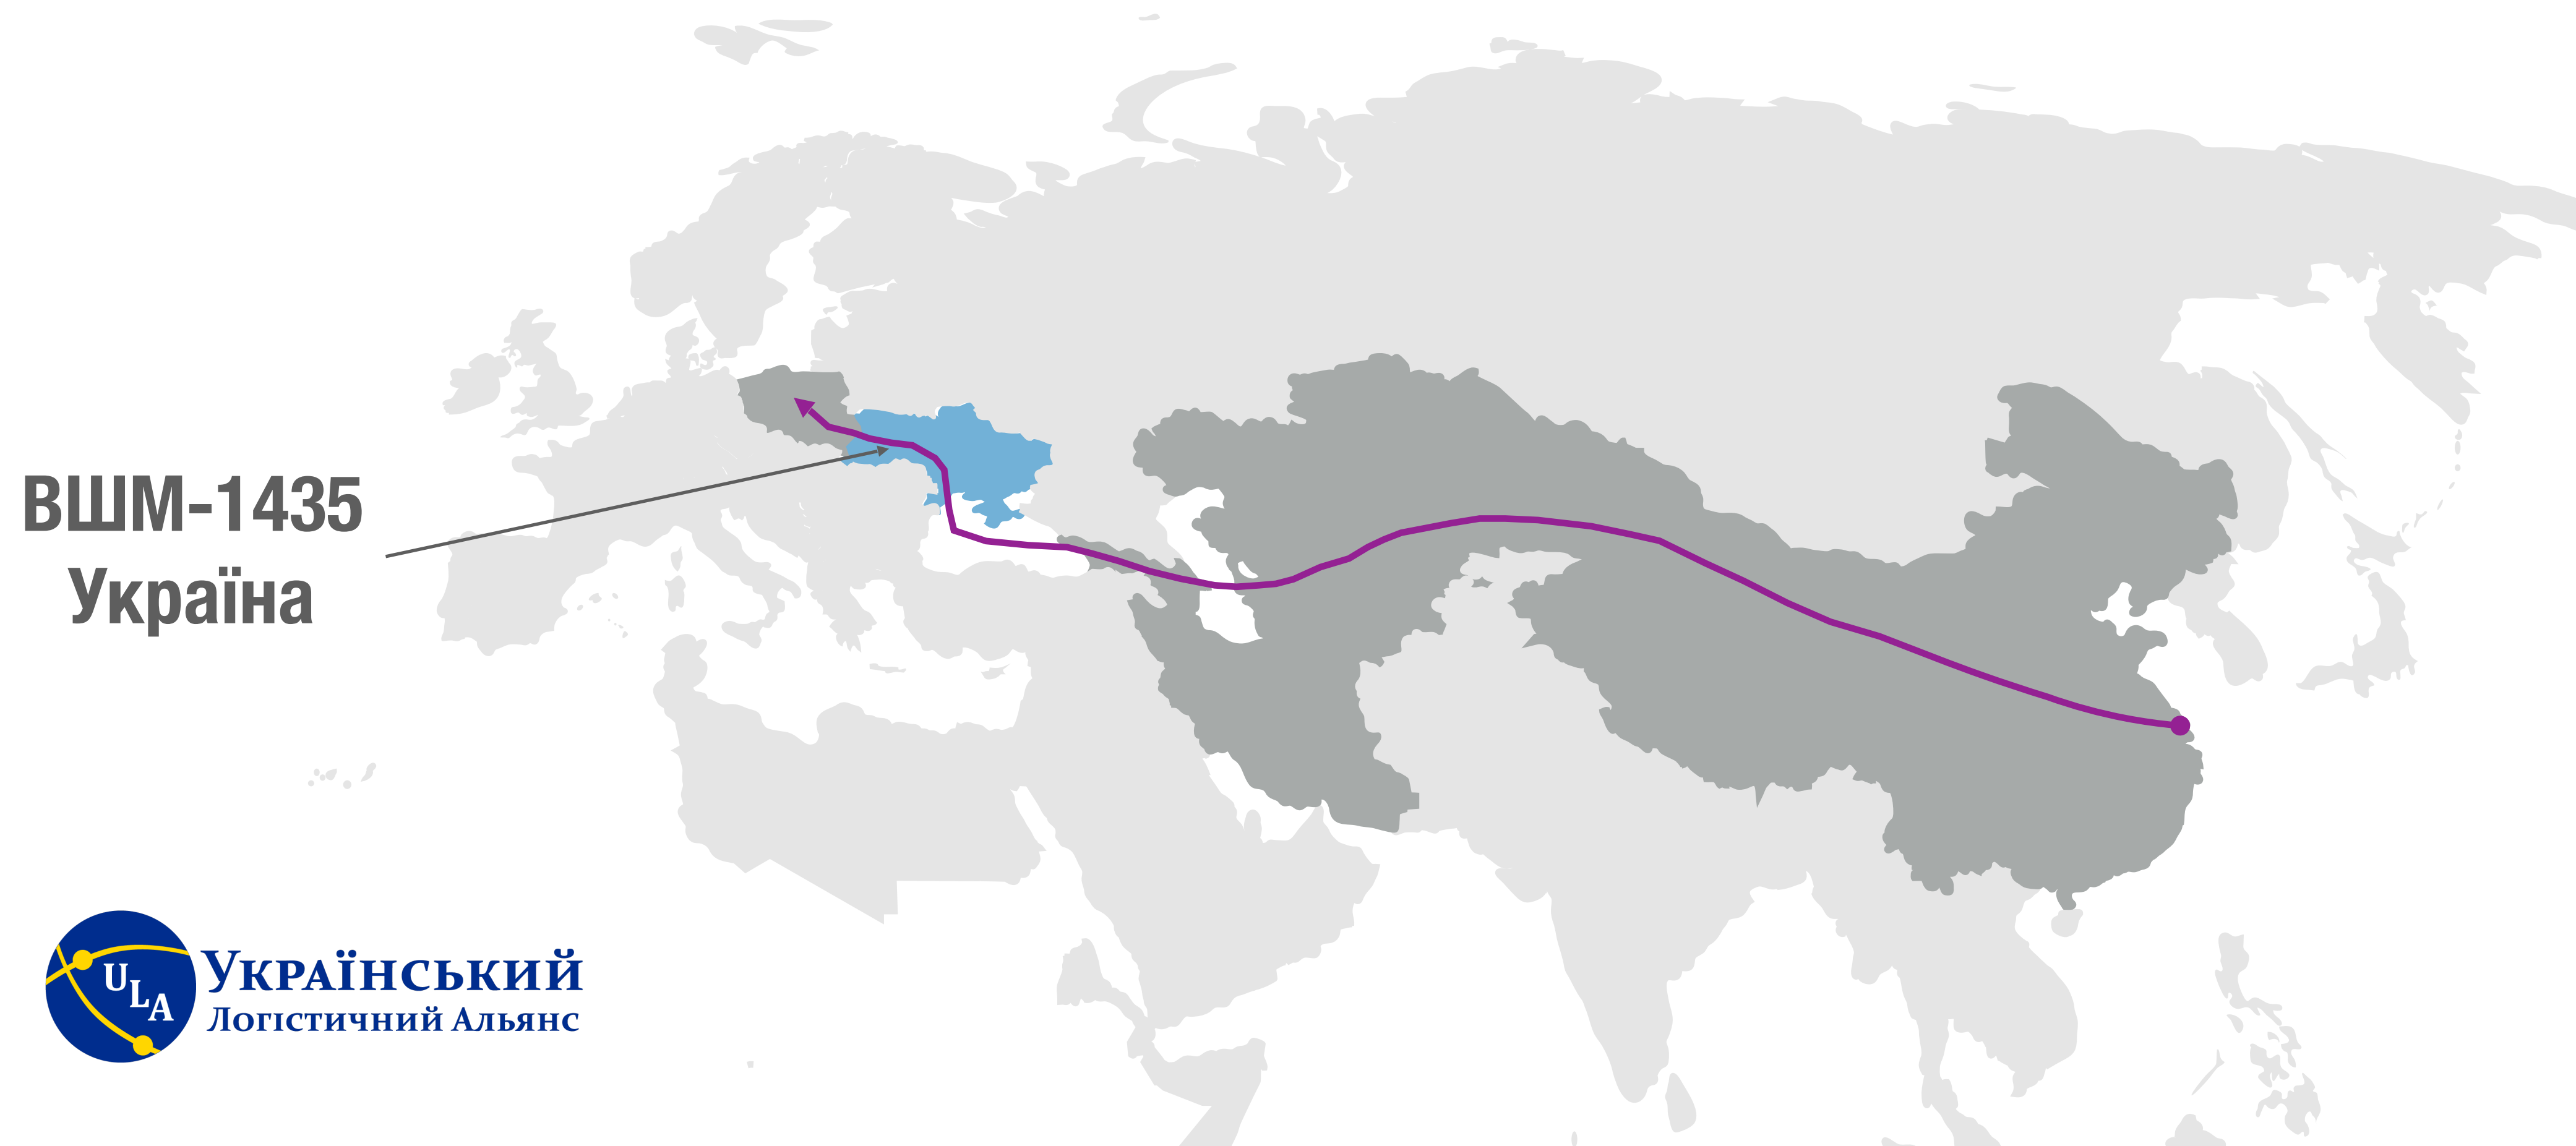 ВШМ-1435
Україна
ULA
Український
Логістичний Альянс